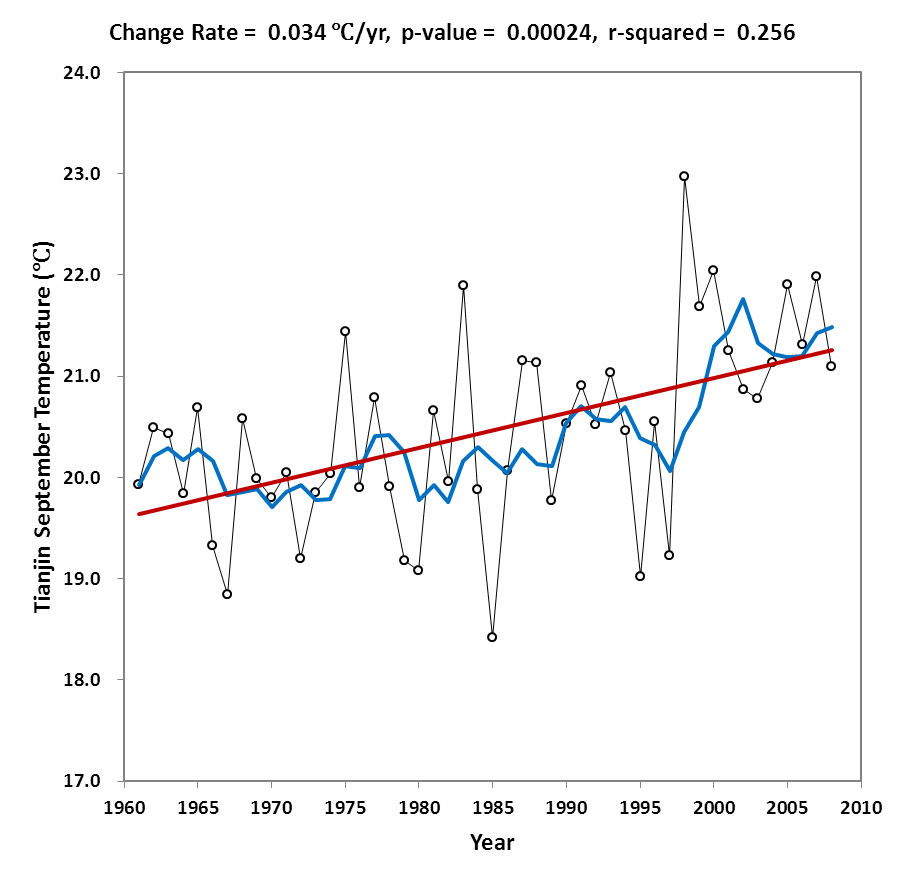 Change Rate = 0.034 ℃/yr, p-value = 0.00024, r-squared = 0.256
24.0
23.0
22.0
21.0
20.0
19.0
18.0
17.0
Tianjin September Temperature (℃)
1960 1965 1970 1975 1980 1985 1990 1995 2000 2005 2010
Year